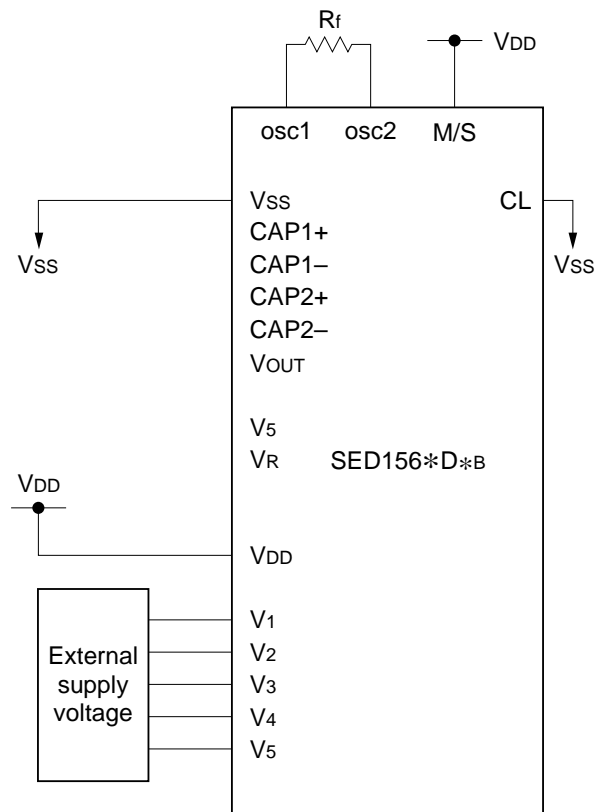 Rf
VDD
osc1 osc2 M/S
VSS CL
CAP1+
VSS CAP1– VSS
CAP2+
CAP2–
VOUT
V5
VR SED156*D*B
VDD
VDD
V1
External supply voltage
V2
V3
V4
V5